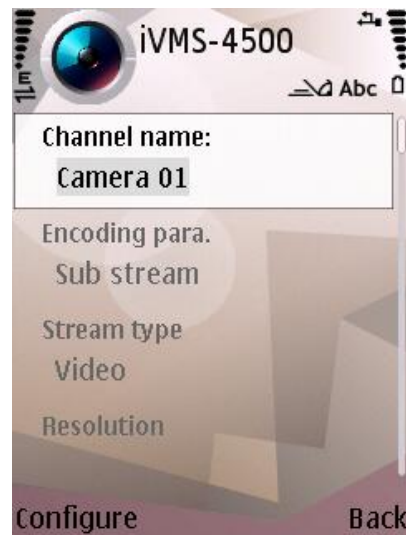 iVMS-4500
E
Abc
Channel name:
Camera 01
Encoding para.
Sub stream
Stream type
Video
Resolution
Configure
Back